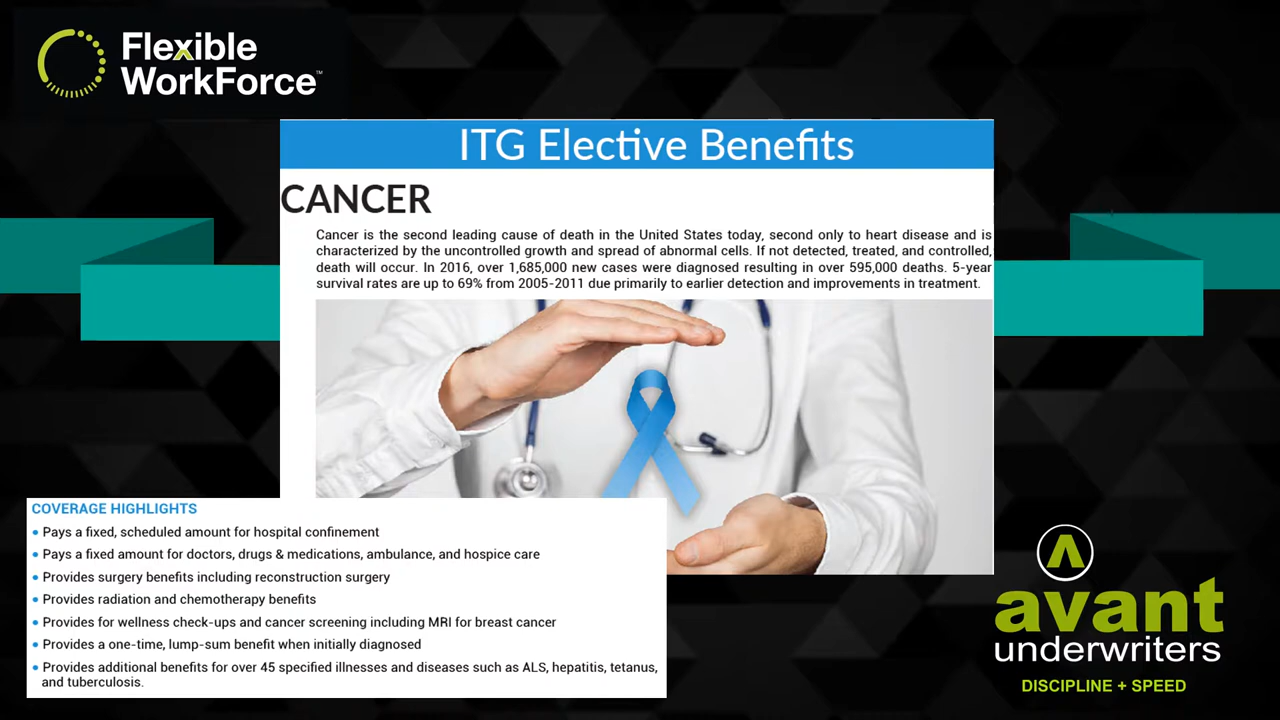 Flexible
WorkForce™
ITG Elective Benefits
CANCER
Cancer is the second leading cause of death in the United States today, second only to heart disease and is
characterized by the uncontrolled growth and spread of abnormal cells. If not detected, treated, and controlled,
death will occur. In 2016, over 1,685,000 new cases were diagnosed resulting in over 595,000 deaths. 5-year
survival rates are up to 69% from 2005-2011 due primarily to earlier detection and improvements in treatment.
COVERAGE HIGHLIGHTS
• Pays a fixed, scheduled amount for hospital confinement
• Pays a fixed amount for doctors, drugs & medications, ambulance, and hospice care
• Provides surgery benefits including reconstruction surgery
• Provides radiation and chemotherapy benefits
• Provides for wellness check-ups and cancer screening including MRI for breast cancer
• Provides a one-time, lump-sum benefit when initially diagnosed
• Provides additional benefits for over 45 specified illnesses and diseases such as ALS, hepatitis, tetanus,
and tuberculosis.
avant
underwriters
DISCIPLINE + SPEED